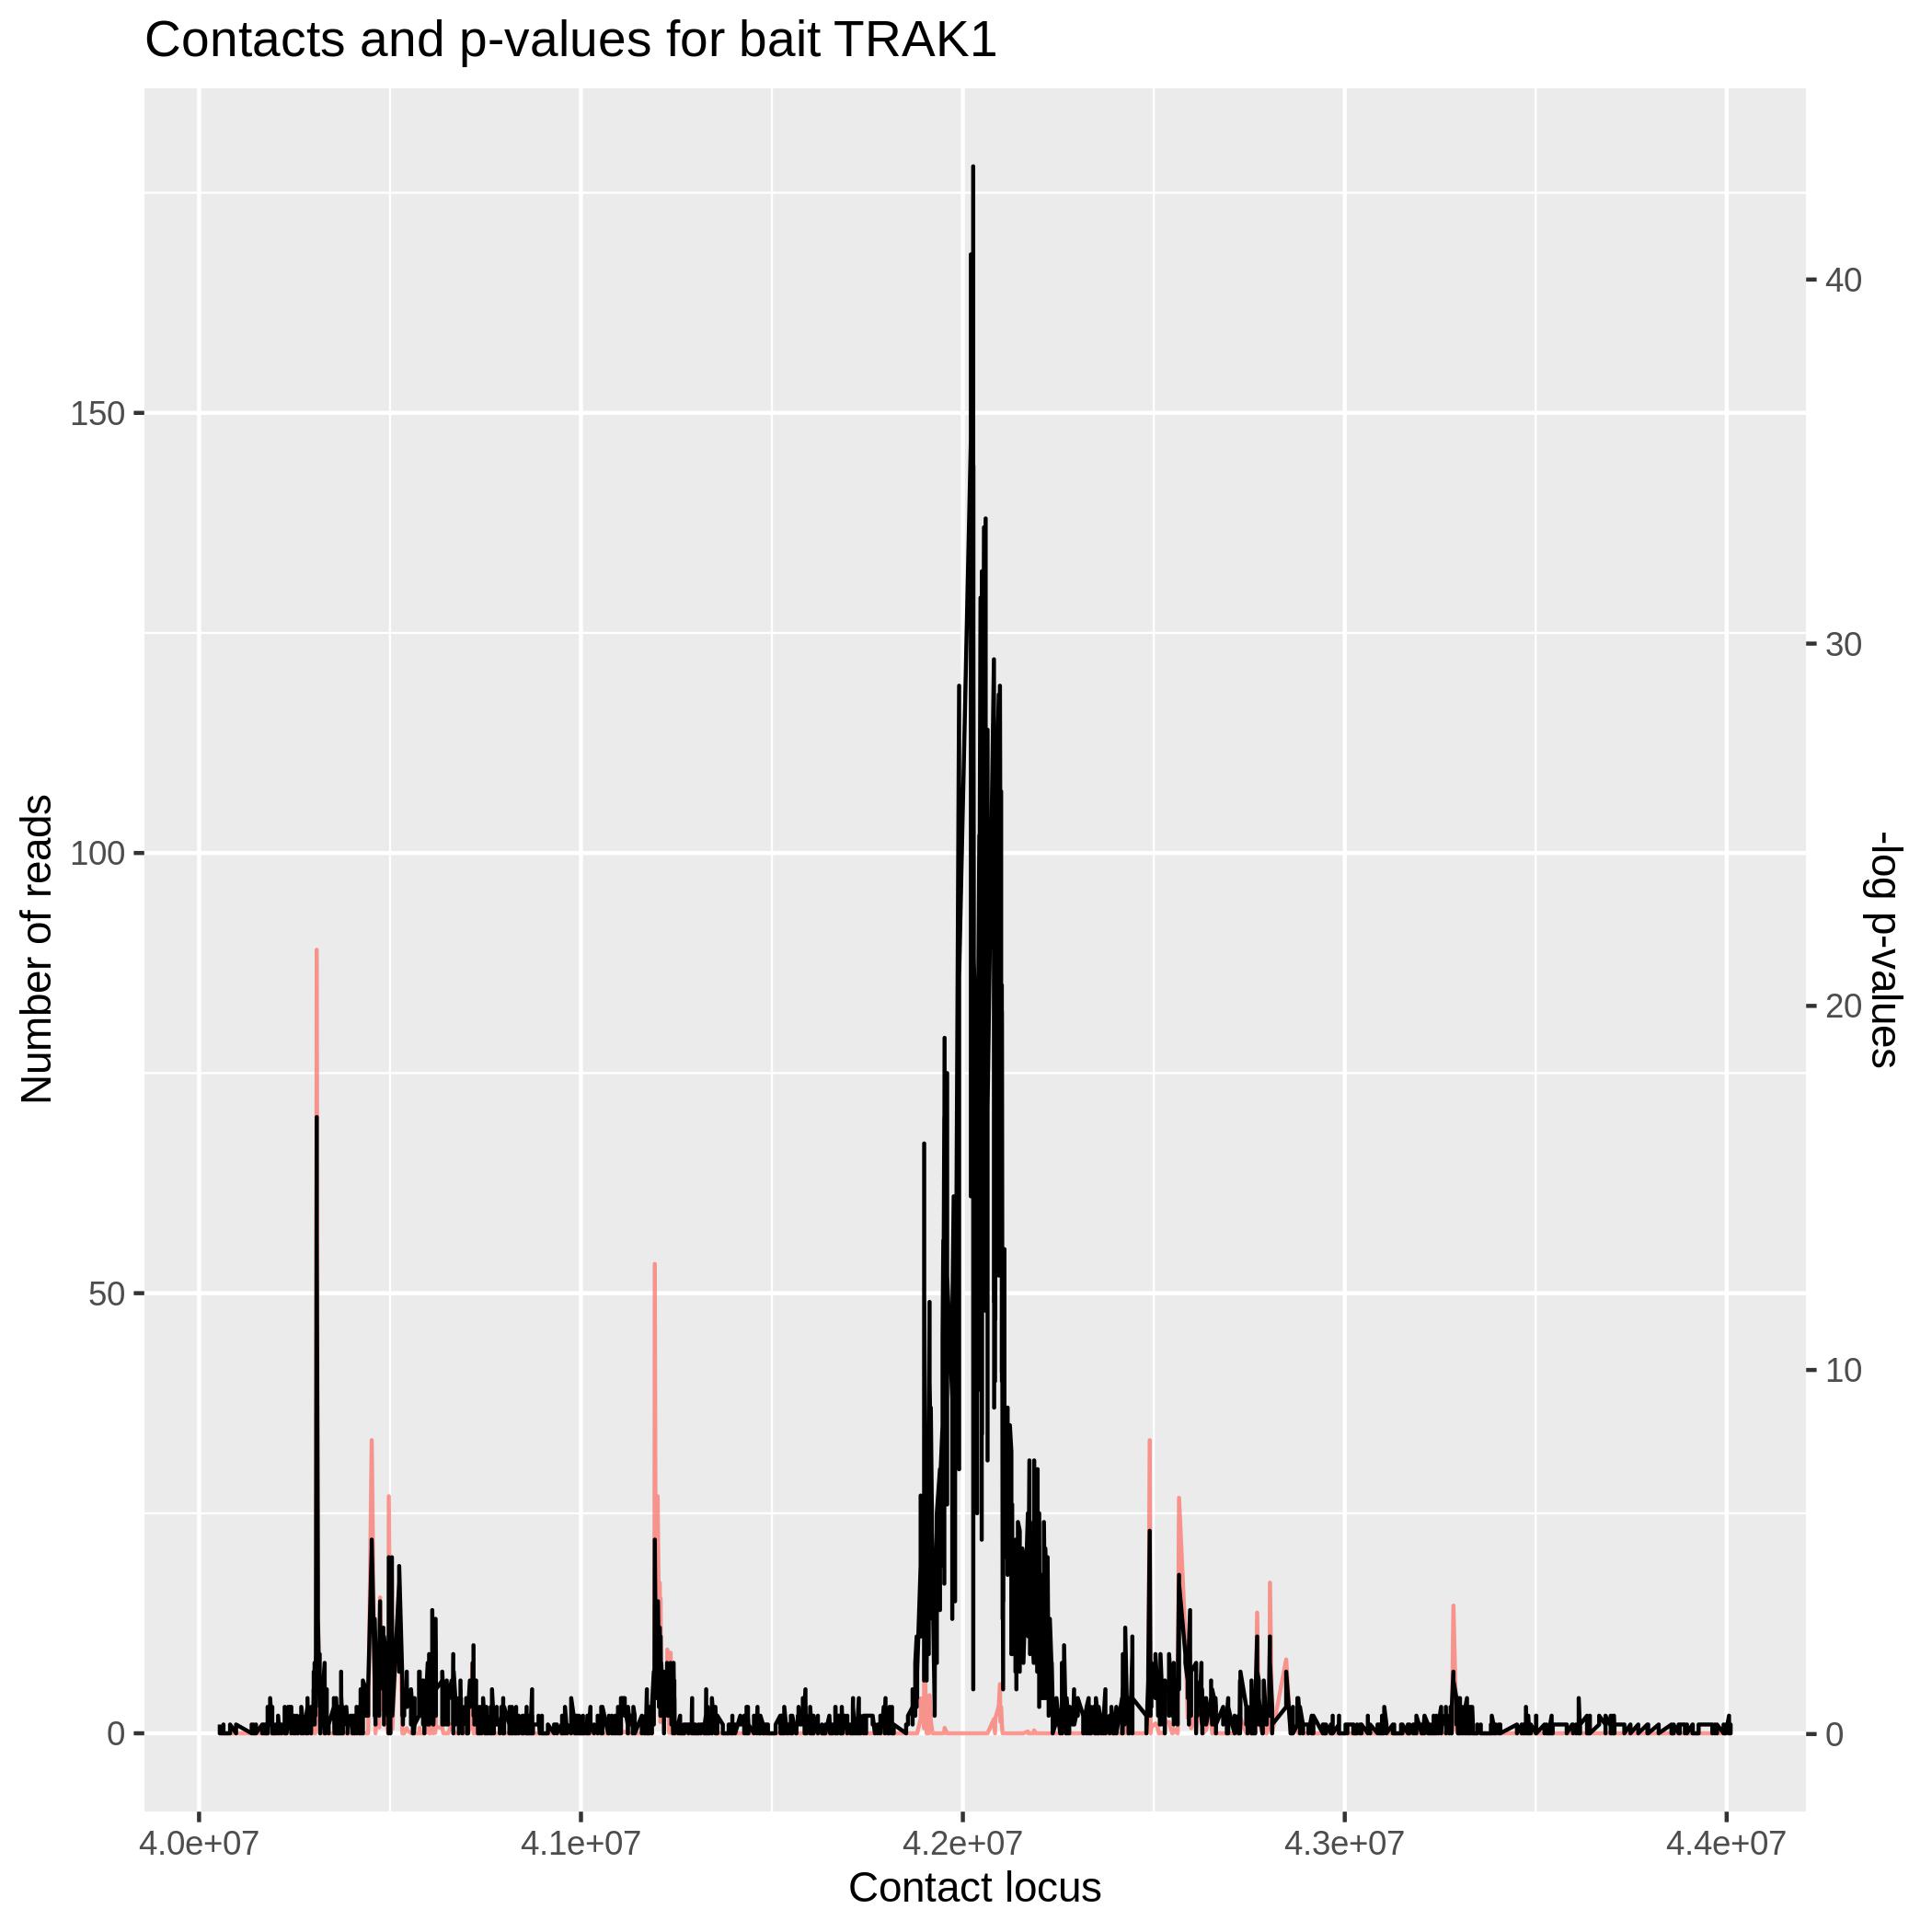 Contacts and p-values for bait TRAK1
Number of reads
150
100
50
0
40
30
20
10
0
-log p-values
4.0e+07
4.1e+07
4.2e+07
4.3e+07
4.4e+07
Contact locus